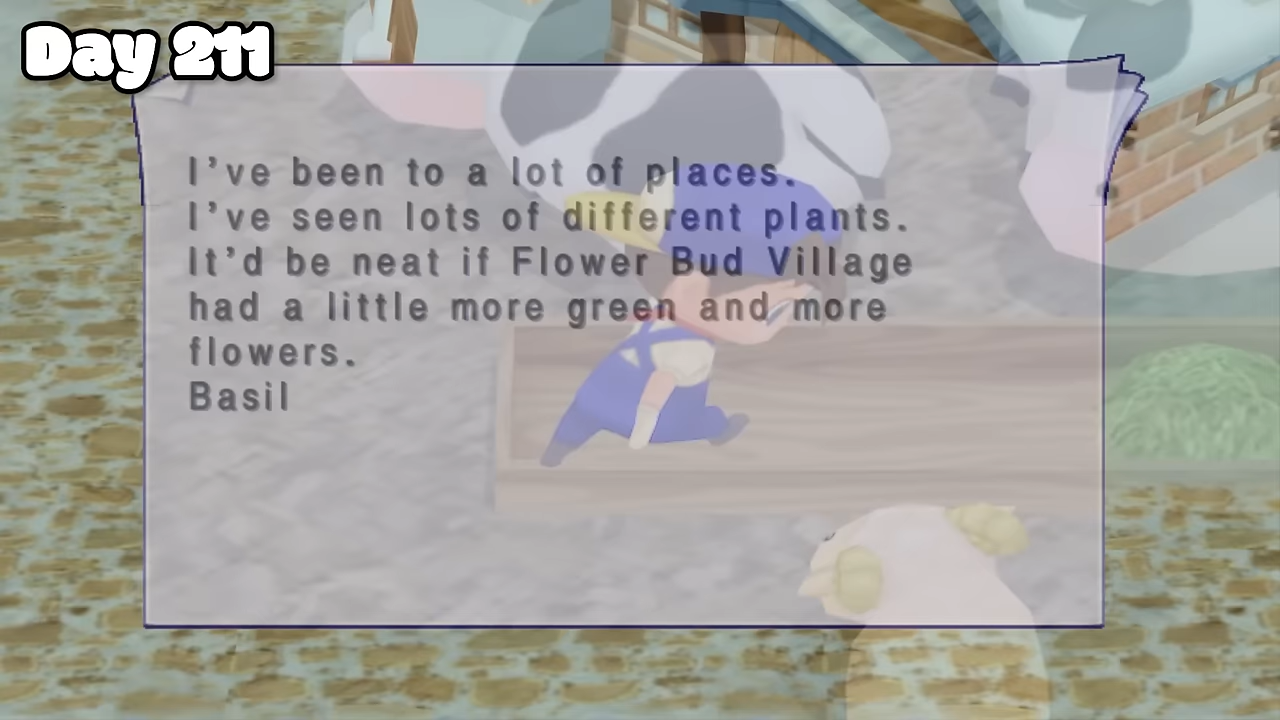 Day 211
I've been to a lot of places.
I've seen lots of different plants.
It'd be neat if Flower Bud Village
had a little more green and more
flowers.
Basil